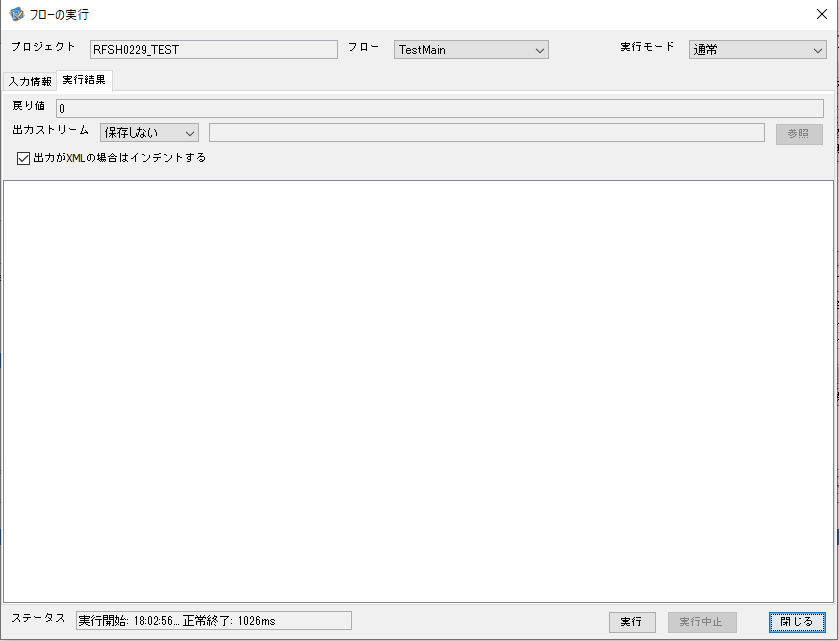 フローの実行
プロジェクト RFSH0229_TEST フロー TestMain 実行モード 通常
入力情報 実行結果
戻り値 0
出力ストリーム 保存しない 参照
出力がXMLの場合はインデントする
ステータス 実行開始: 18:02:56... 正常終了: 1026ms 実行 実行中止 閉じる